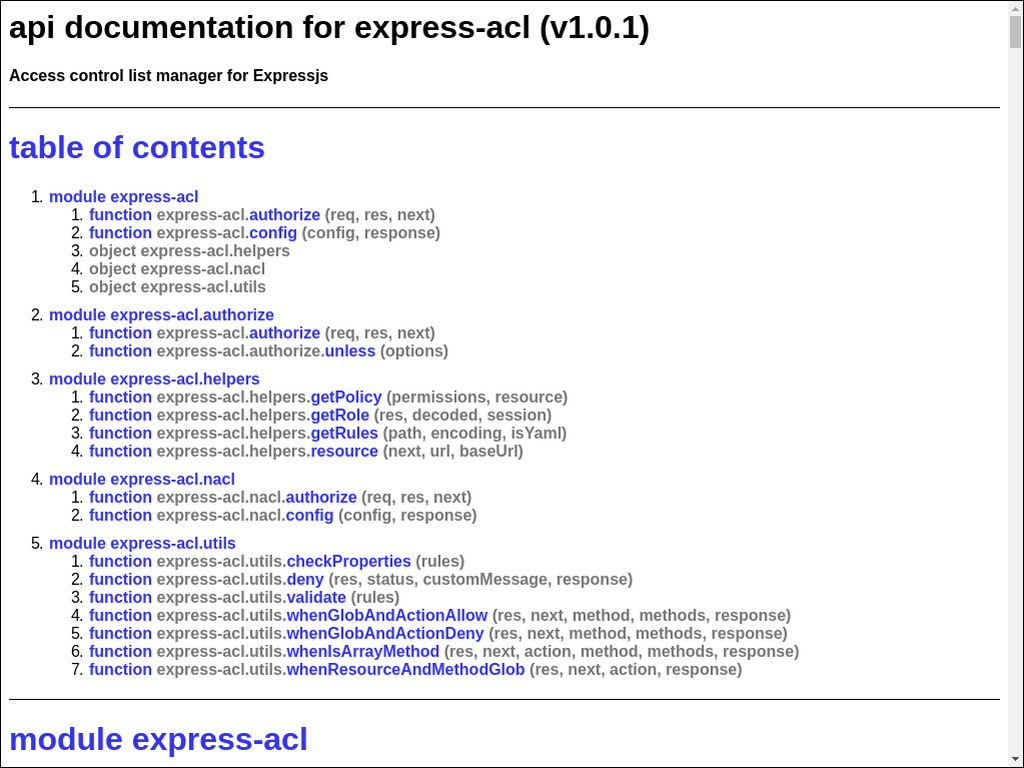 api documentation for express-acl (v1.0.1)
Access control list manager for Expressjs
table of contents
1. module express-acl
1. function express-acl.authorize (req, res, next)
2. function express-acl.config (config, response)
3. object express-acl.helpers
4. object express-acl.nacl
5. object express-acl.utils
2. module express-acl.authorize
1. function express-acl.authorize (req, res, next)
2. function express-acl.authorize.unless (options)
3. module express-acl.helpers
1. function express-acl.helpers.getPolicy (permissions, resource)
2. function express-acl.helpers.getRole (res, decoded, session)
3. function express-acl.helpers.getRules (path, encoding, isYaml)
4. function express-acl.helpers.resource (next, url, baseUrl)
4. module express-acl.nacl
1. function express-acl.nacl.authorize (req, res, next)
2. function express-acl.nacl.config (config, response)
5. module express-acl.utils
1. function express-acl.utils.checkProperties (rules)
2. function express-acl.utils.deny (res, status, customMessage, response)
3. function express-acl.utils.validate (rules)
4. function express-acl.utils.whenGlobAndActionAllow (res, next, method, methods, response)
5. function express-acl.utils.whenGlobAndActionDeny (res, next, method, methods, response)
6. function express-acl.utils.whenIsArrayMethod (res, next, action, method, methods, response)
7. function express-acl.utils.whenResourceAndMethodGlob (res, next, action, response)
module express-acl